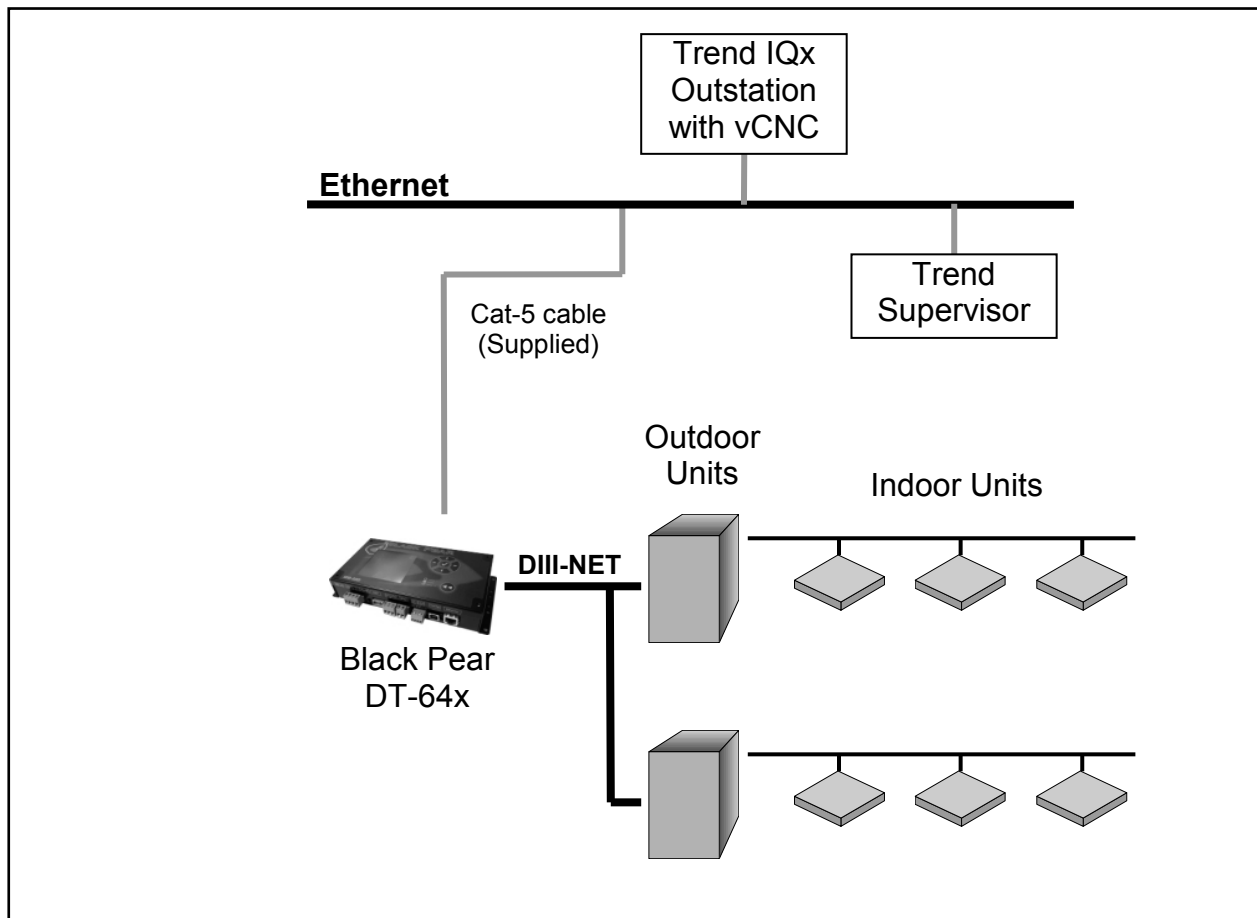 Trend IQx
Outstation
with vCNC
Ethernet
Trend
Supervisor
Cat-5 cable
(Supplied)
Outdoor
Units
Indoor Units
DIII-NET
Black Pear
DT-64x